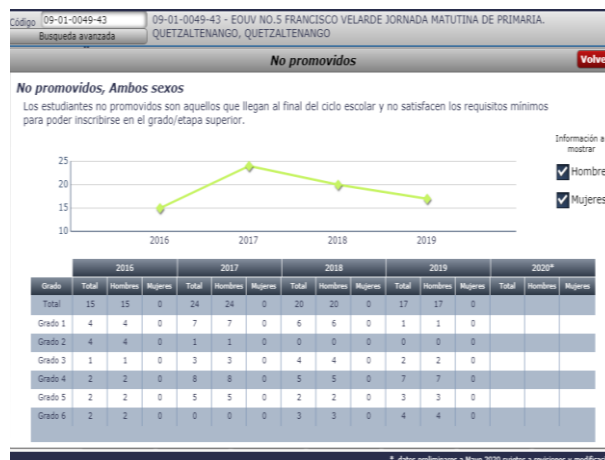 Código 09-01-0049-43 09-01-0049-43 - EOUV NO.5 FRANCISCO VELARDE JORNADA MATUTINA DE PRIMARIA.
Busqueda avanzada QUETZALTENANGO, QUETZALTENANGO
No promovidos Volve
No promovidos, Ambos sexos
Los estudiantes no promovidos son aquellos que llegan al final del ciclo escolar y no satisfacen los requisitos mínimos
para poder inscribirse en el grado/etapa superior.
Información a
mostrar
Hombre
Mujeres
25
20
15
10
2016 2017 2018 2019
2016 2017 2018 2019 2020*
Grado Total Hombres Mujeres Total Hombres Mujeres Total Hombres Mujeres Total Hombres Mujeres Total Hombres Mujeres
Total 15 15 0 24 24 0 20 20 0 17 17 0
Grado 1 4 4 0 7 7 0 6 6 0 1 1 0
Grado 2 4 4 0 1 1 0 0 0 0 0 0 0
Grado 3 1 1 0 3 3 0 4 4 0 2 2 0
Grado 4 2 2 0 8 8 0 5 5 0 7 7 0
Grado 5 2 2 0 5 5 0 2 2 0 3 3 0
Grado 6 2 2 0 0 0 0 3 3 0 4 4 0
* datos preliminares a Mayo 2020 sujetos a revisiones y modificac